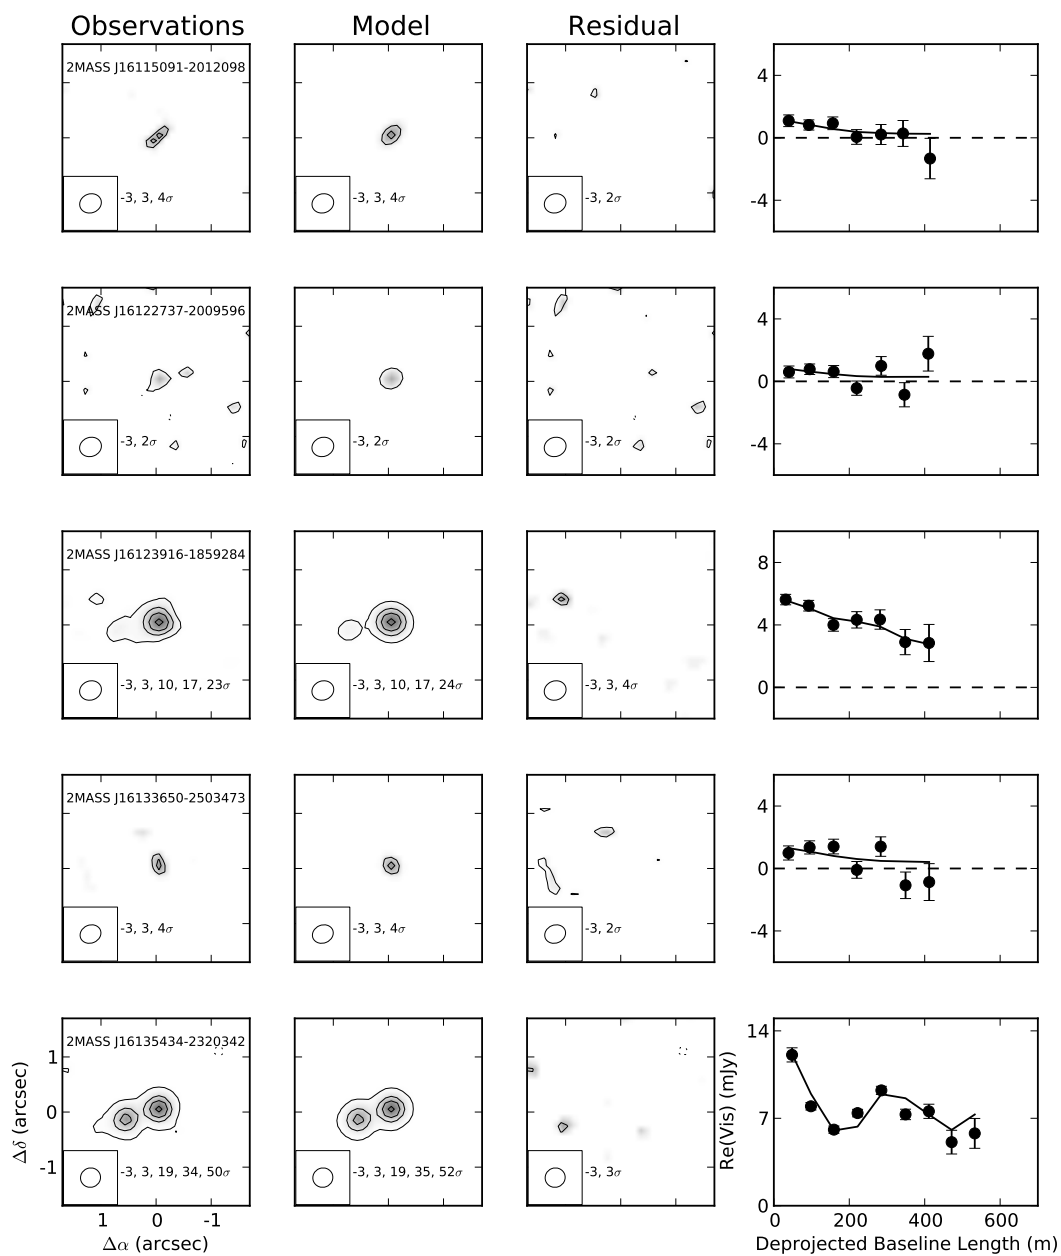 Observations Model Residual
2MASS J16115091-2012098
-3, 3, 4σ -3, 3, 4σ -3, 2σ
4
0
-4
2MASS J16122737-2009596
-3, 2σ -3, 2σ -3, 2σ
4
0
-4
2MASS J16123916-1859284
-3, 3, 10, 17, 23σ -3, 3, 10, 17, 24σ -3, 3, 4σ
8
4
0
2MASS J16133650-2503473
-3, 3, 4σ -3, 3, 4σ -3, 2σ
4
0
-4
2MASS J16135434-2320342
-3, 3, 19, 34, 50σ -3, 3, 19, 35, 52σ -3, 3σ
1
0
-1
Δδ (arcsec)
1 0 -1
Δα (arcsec)
14
7
0
Re(Vis) (mJy)
0 200 400 600
Deprojected Baseline Length (m)